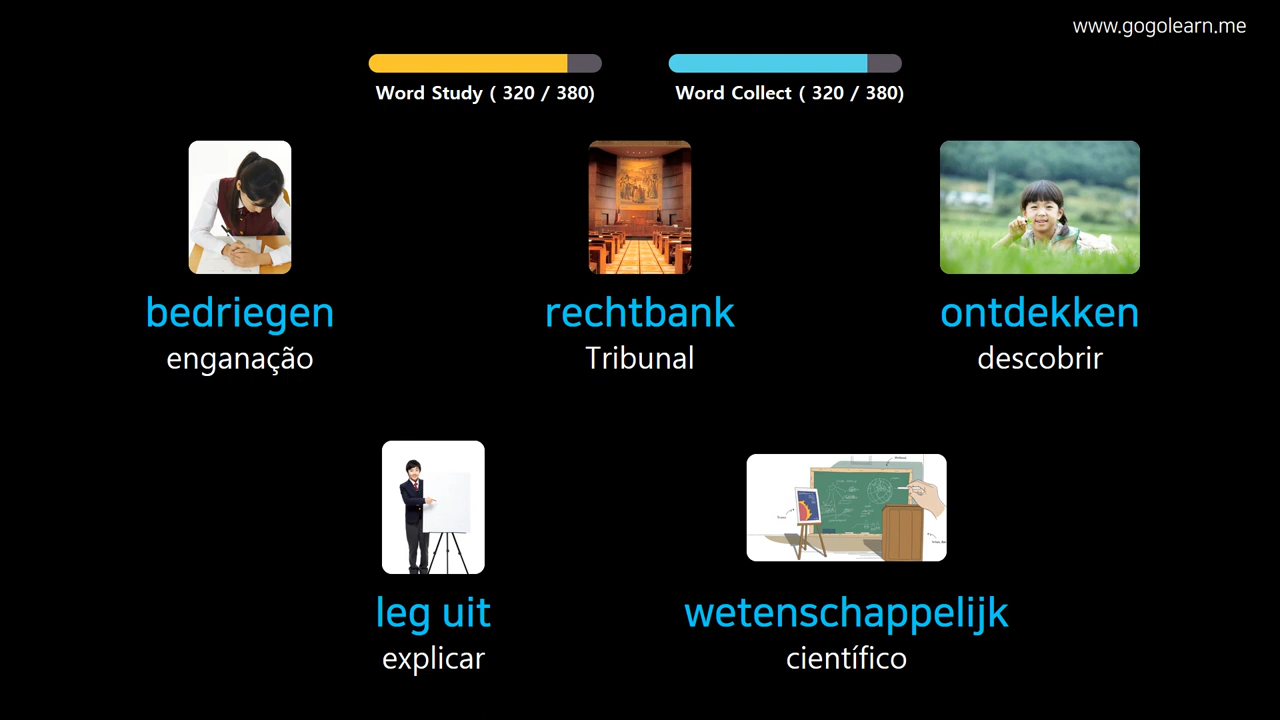 www.gogolearn.me
Word Study ( 320 / 380)
Word Collect ( 320 / 380)
bedriegen
enganação
rechtbank
Tribunal
ontdekken
descobrir
leg uit
explicar
wetenschappelijk
científico